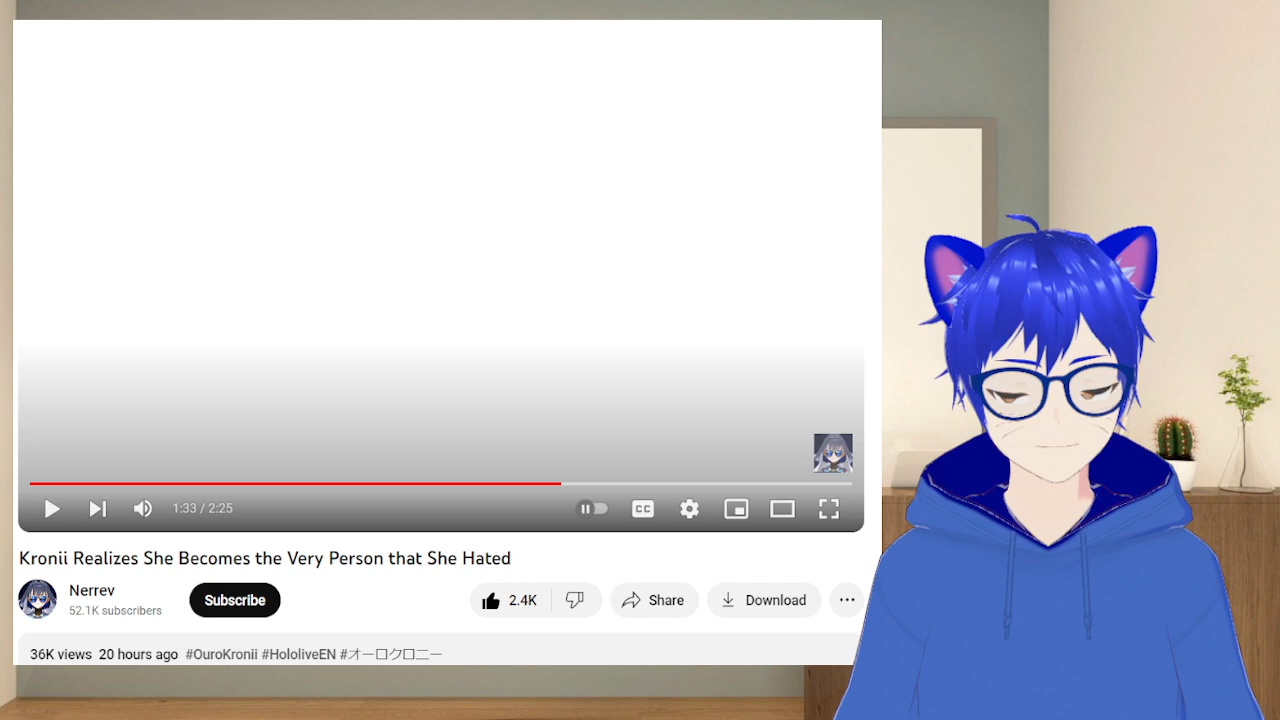 1:33 / 2:25
CC
Kronii Realizes She Becomes the Very Person that She Hated
Nerrev
52.1K subscribers
Subscribe
2.4K
Share
Download
36K views 20 hours ago #OuroKronii #HololiveEN #オーロクロニー